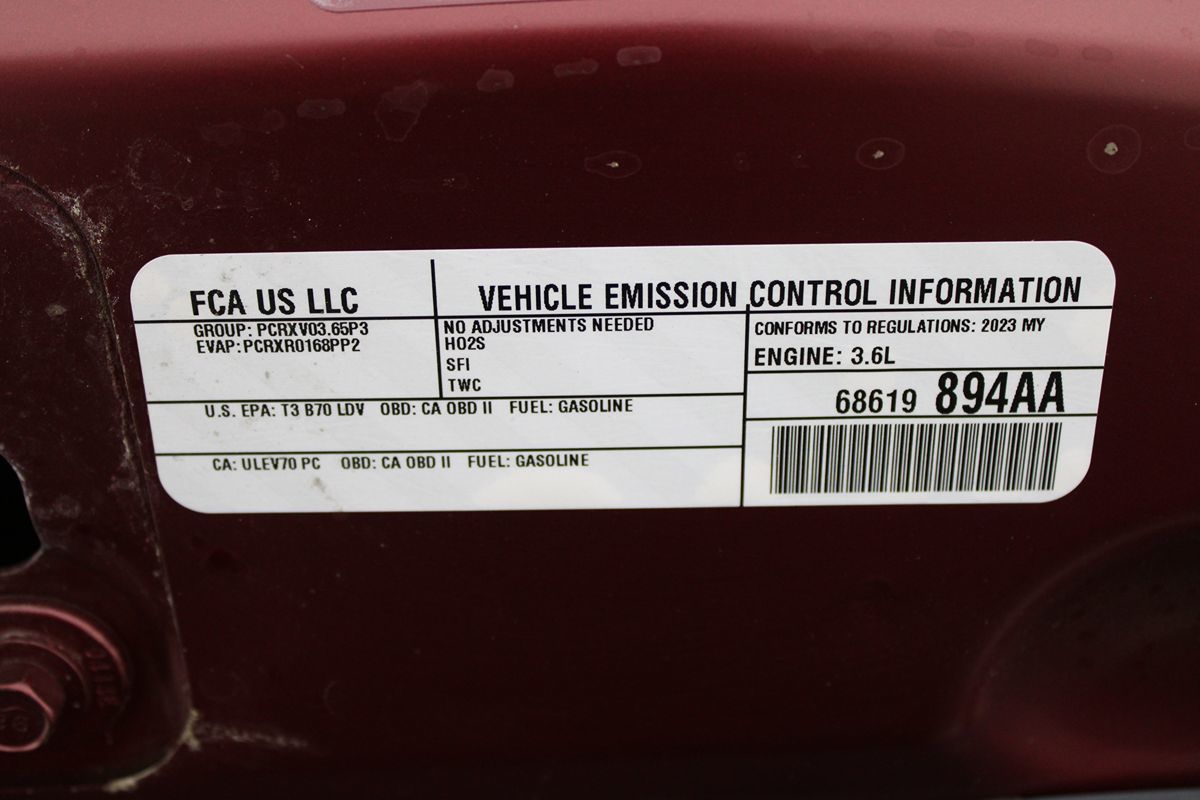 FCA US LLC
VEHICLE EMISSION CONTROL INFORMATION
GROUP: PCRXV03.65P3
EVAP: PCRXR0168PP2
NO ADJUSTMENTS NEEDED
HO2S
SFI
TWC
CONFORMS TO REGULATIONS: 2023 MY
ENGINE: 3.6L
68619 894AA
U.S. EPA: T3 B70 LDV OBD: CA OBD II FUEL: GASOLINE
CA: ULEV70 PC OBD: CA OBD II FUEL: GASOLINE